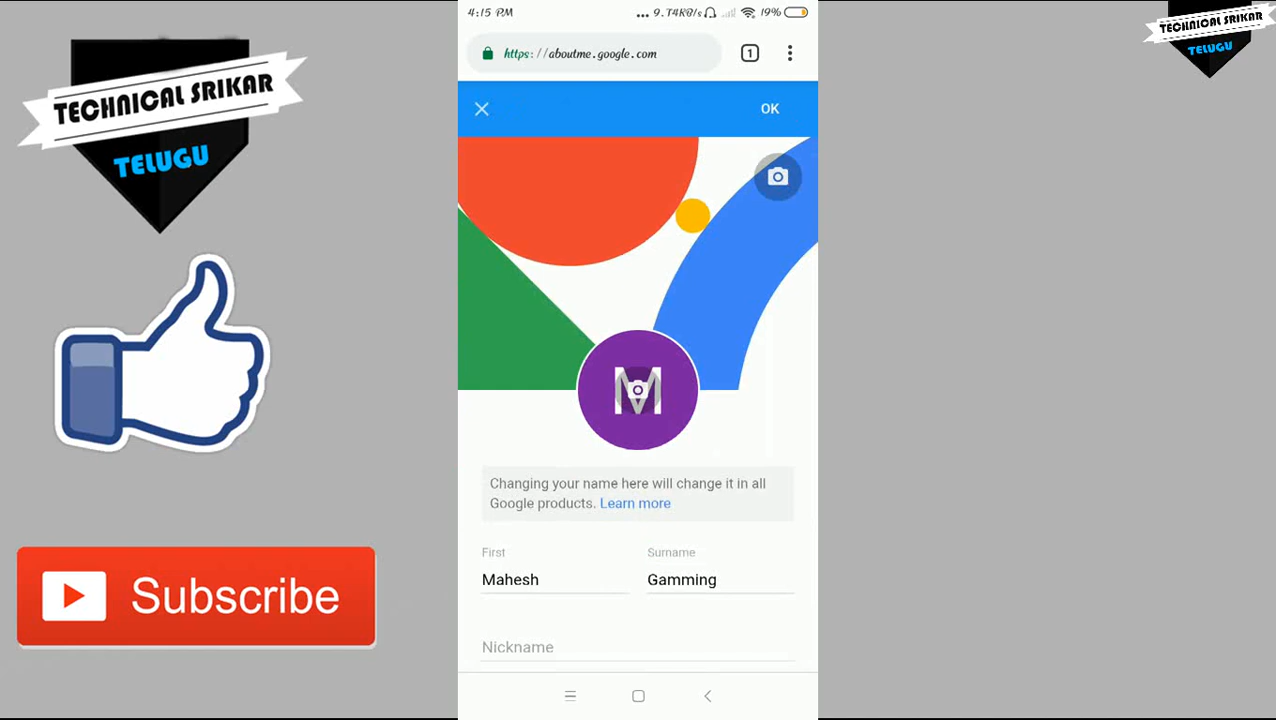 TECHNICAL SRIKAR
TELUGU
Subscribe
4:15 PM
... 9.74KB/s
19%
https://aboutme.google.com
1
OK
M
Changing your name here will change it in all
Google products. Learn more
First
Surname
Mahesh
Gamming
Nickname
TECHNICAL SRIKAR
TELUGU